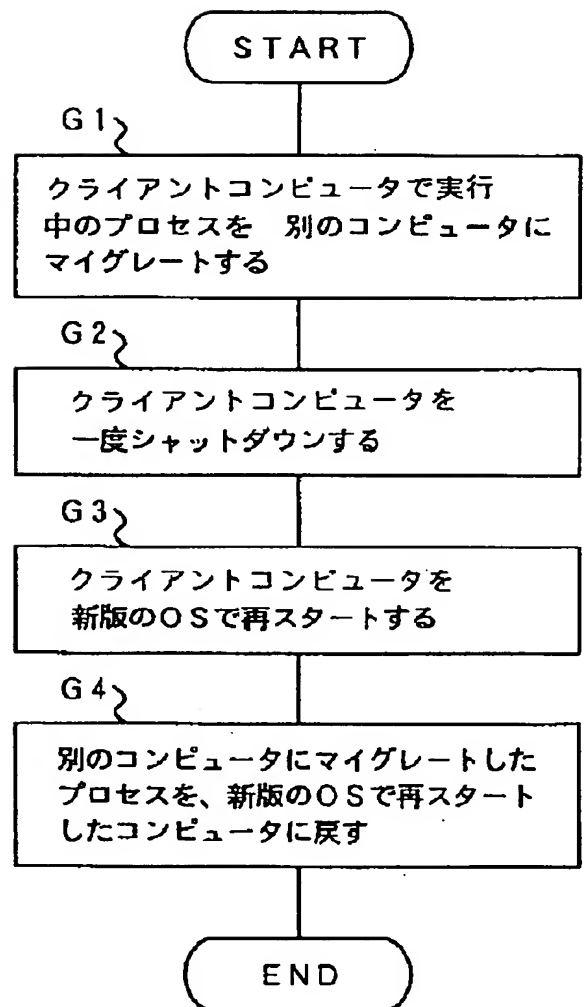 START
G1
クライアントコンピュータで実行
中のプロセスを 別のコンピュータに
マイグレートする
G2
クライアントコンピュータを
一度シャットダウンする
G3
クライアントコンピュータを
新版のOSで再スタートする
G4
別のコンピュータにマイグレートした
プロセスを、新版のOSで再スタート
したコンピュータに戻す
END